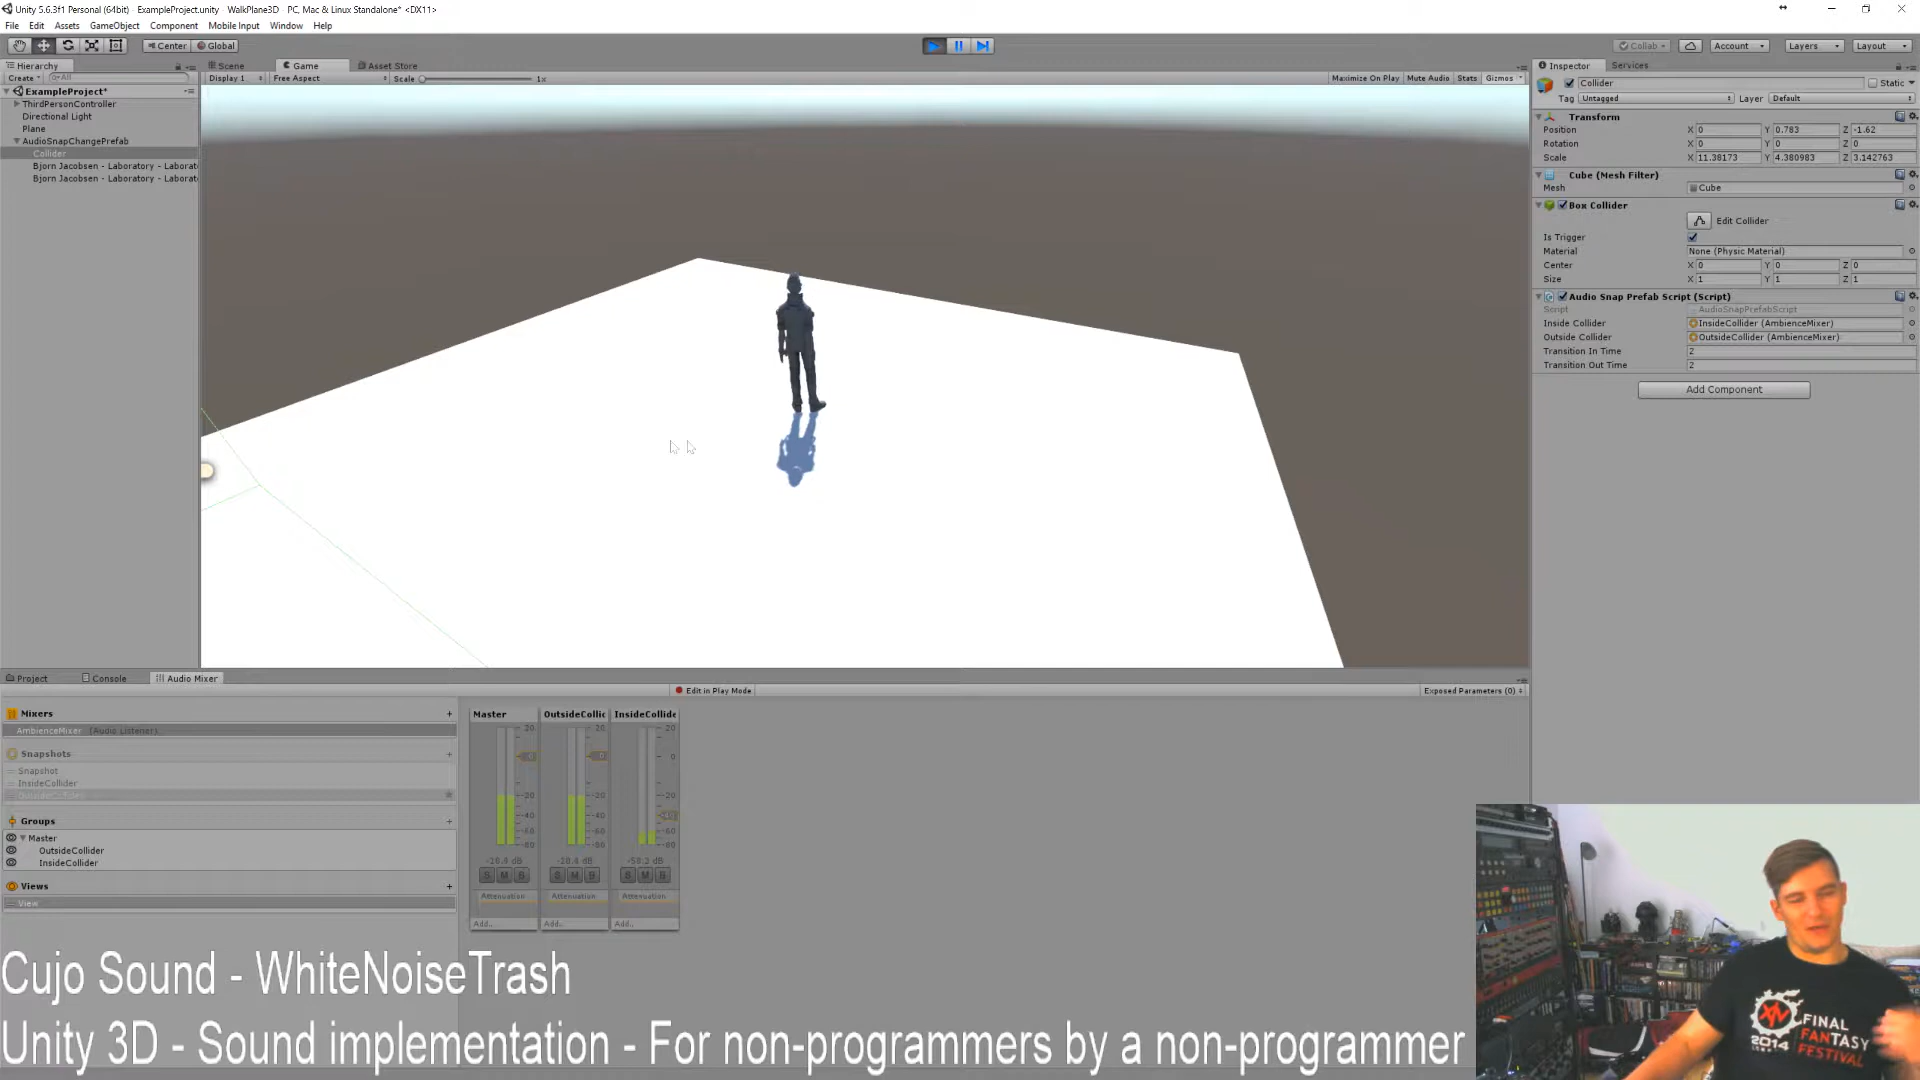 Unity 5.6.3f1 Personal (64bit) - ExampleProject.unity - WalkPlane3D - PC, Mac & Linux Standalone* <DX11>
File Edit Assets GameObject Component Mobile Input Window Help
Center Global Collab Account Layers Layout
Hierarchy Scene Game Asset Store Inspector Services
Create All Display 1 Free Aspect Scale 1x Maximize On Play Mute Audio Stats Gizmos Collider Static
ExampleProject*
Tag Untagged Layer Default
ThirdPersonController
Directional Light
Plane
AudioSnapChangePrefab
Collider
Bjorn Jacobsen - Laboratory - Laborat
Bjorn Jacobsen - Laboratory - Laborat
Transform
Position X 0 Y 0.783 Z -1.62
Rotation X 0 Y 0 Z 0
Scale X 11.38173 Y 4.380983 Z 3.142763
Cube (Mesh Filter)
Mesh Cube
Box Collider
Edit Collider
Is Trigger
Material None (Physic Material)
Center X 0 Y 0 Z 0
Size X 1 Y 1 Z 1
Audio Snap Prefab Script (Script)
Script AudioSnapPrefabScript
Inside Collider InsideCollider (AmbienceMixer)
Outside Collider OutsideCollider (AmbienceMixer)
Transition In Time 2
Transition Out Time 2
Add Component
Project Console Audio Mixer
Edit in Play Mode Exposed Parameters (0)
Mixers
AmbienceMixer (Audio Listener)
Snapshots
Snapshot
InsideCollider
Groups
Master
OutsideCollider
InsideCollider
Views
View
Master OutsideCollic InsideCollide
S M B S M B S M B
Attenuation Attenuation Attenuation
Add.. Add.. Add..
Cujo Sound - WhiteNoiseTrash
Unity 3D - Sound implementation - For non-programmers by a non-programmer
FINAL
FANTASY
FESTIVAL
2014